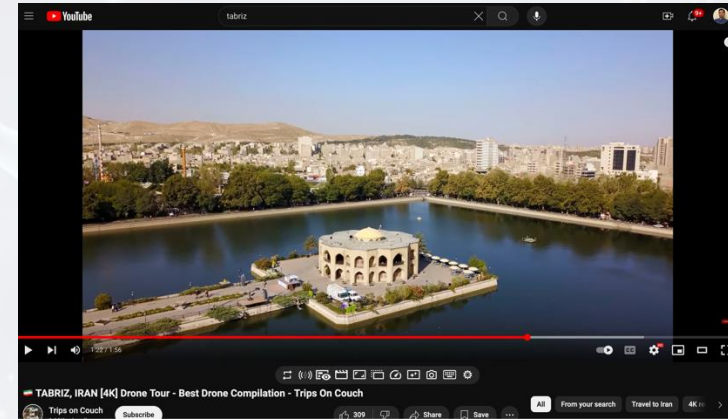 YouTube
tabriz
9+
1:22 / 1:56
TABRIZ, IRAN [4K] Drone Tour - Best Drone Compilation - Trips On Couch
Trips on Couch
Subscribe
309
Share
Save
All
From your search
Travel to Iran